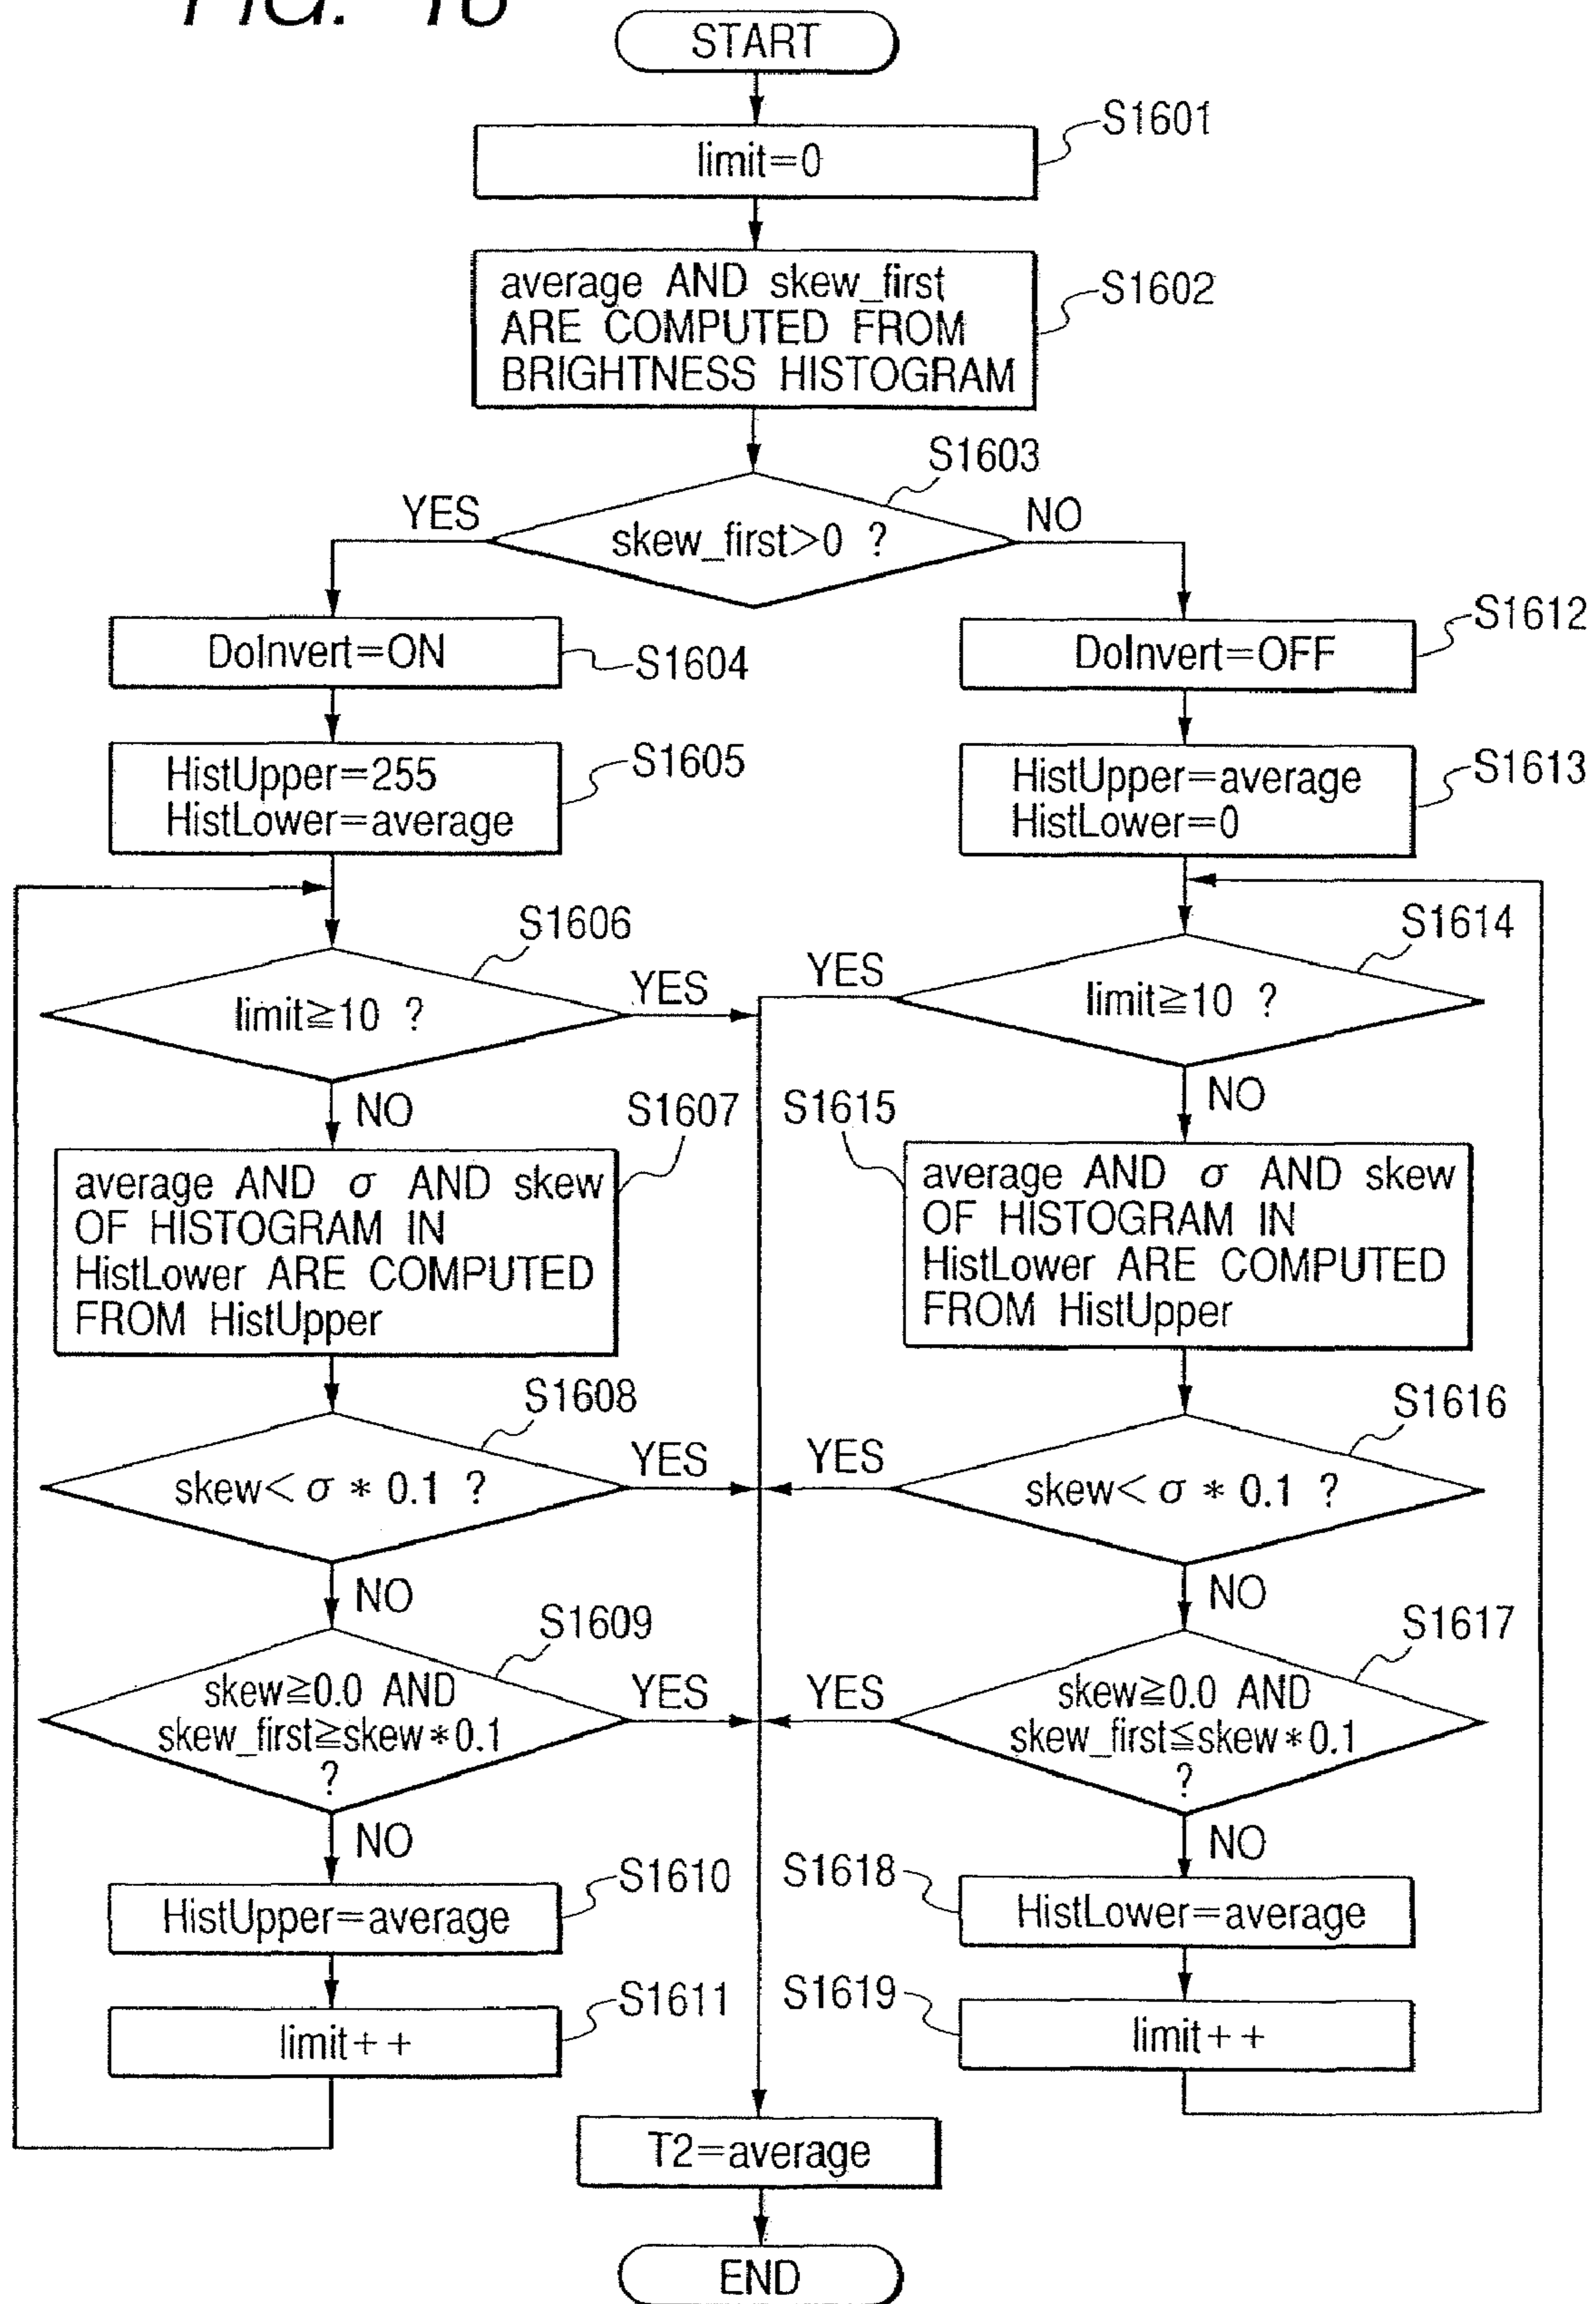 FIG. 16
START
S1601
limit=0
average AND skew_first
ARE COMPUTED FROM
BRIGHTNESS HISTOGRAM
S1602
S1603
YES
NO
skew_first>0 ?
DoInvert=ON
S1604
DoInvert=OFF
S1612
HistUpper=255
HistLower=average
S1605
HistUpper=average
HistLower=0
S1613
S1606
limit≧10 ?
YES
NO
S1614
YES
limit≧10 ?
NO
S1607
average AND σ AND skew
OF HISTOGRAM IN
HistLower ARE COMPUTED
FROM HistUpper
S1615
average AND σ AND skew
OF HISTOGRAM IN
HistLower ARE COMPUTED
FROM HistUpper
S1608
skew< σ * 0.1 ?
YES
NO
S1616
YES
skew< σ * 0.1 ?
NO
S1609
skew≧0.0 AND
skew_first≧skew*0.1
?
YES
NO
S1617
YES
skew≧0.0 AND
skew_first≦skew*0.1
?
NO
S1610
HistUpper=average
S1618
HistLower=average
S1611
limit++
S1619
limit++
T2=average
END